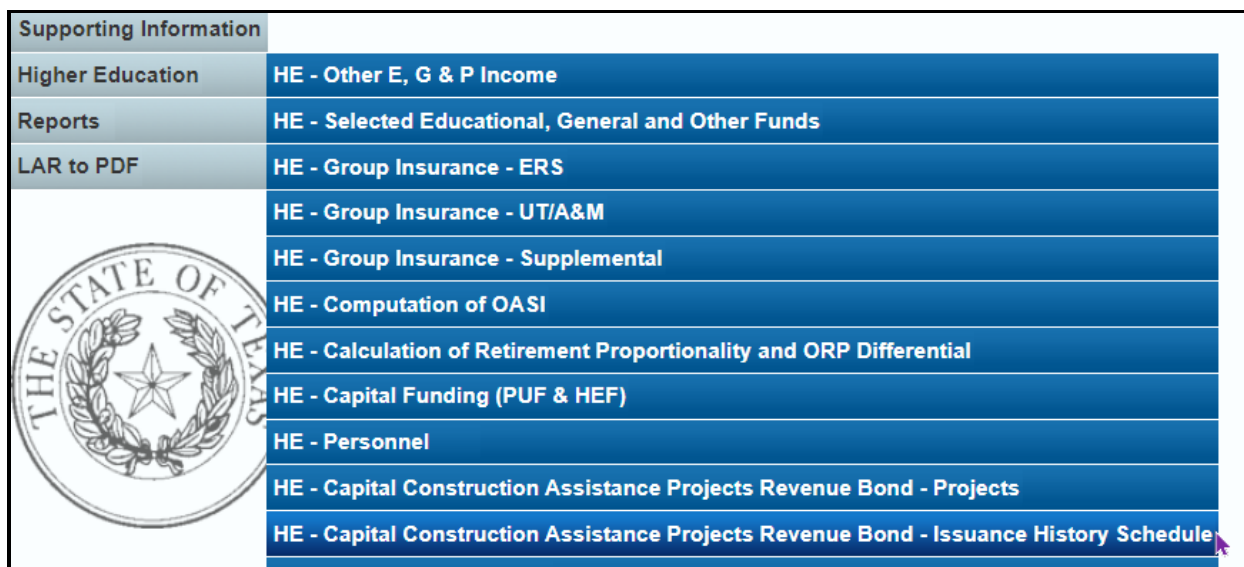 Supporting Information
Higher Education
HE - Other E, G & P Income
Reports
HE - Selected Educational, General and Other Funds
LAR to PDF
HE - Group Insurance - ERS
HE - Group Insurance - UT/A&M
HE - Group Insurance - Supplemental
HE - Computation of OASI
HE - Calculation of Retirement Proportionality and ORP Differential
HE - Capital Funding (PUF & HEF)
HE - Personnel
HE - Capital Construction Assistance Projects Revenue Bond - Projects
HE - Capital Construction Assistance Projects Revenue Bond - Issuance History Schedule
THE STATE OF TEXAS